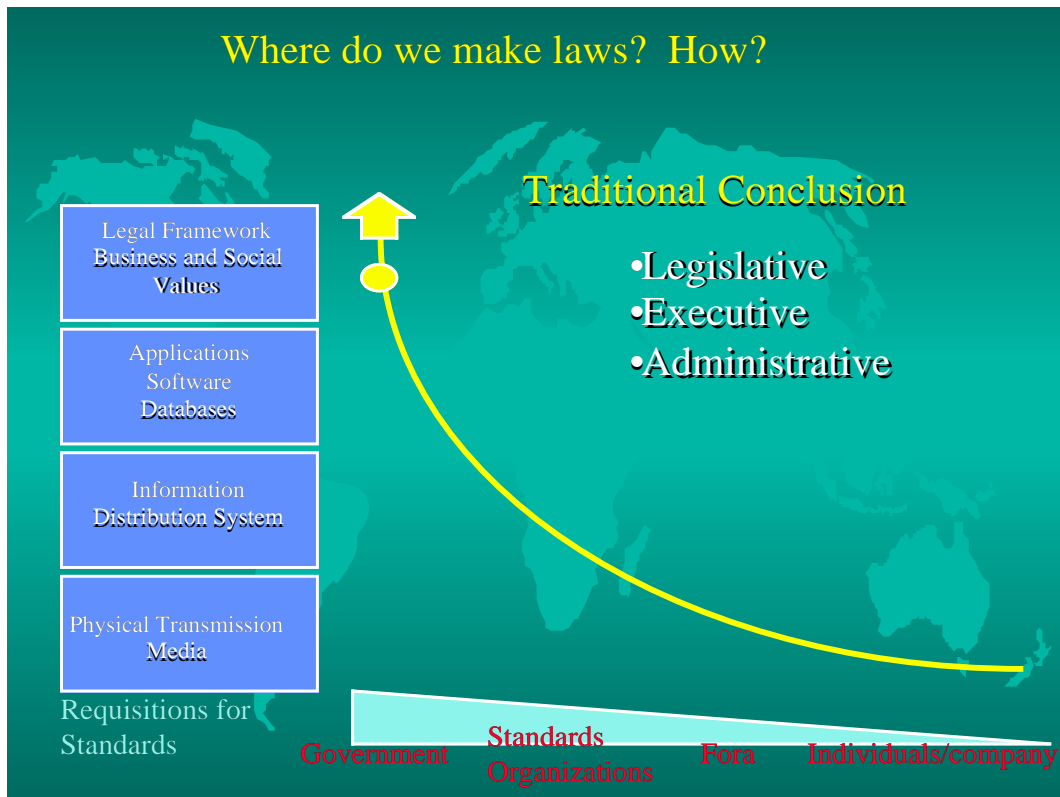 Where do we make laws?  How?
Traditional Conclusion
•Legislative
•Executive
•Administrative
Legal Framework
Business and Social
Values
Applications
Software
Databases
Information
Distribution System
Physical Transmission
Media
Requisitions for
Standards
Government
Standards
Organizations
Fora
Individuals/company